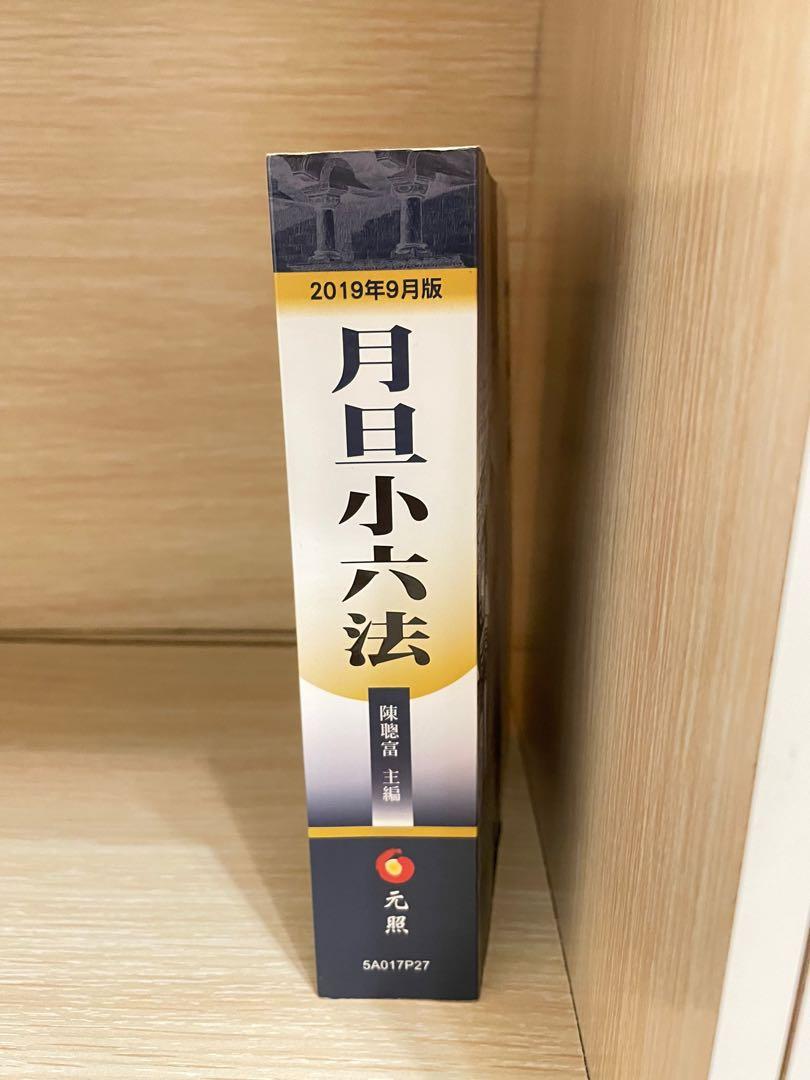 2019年9月版
月旦小六法
陳聰富 主編
元照
5A017P27